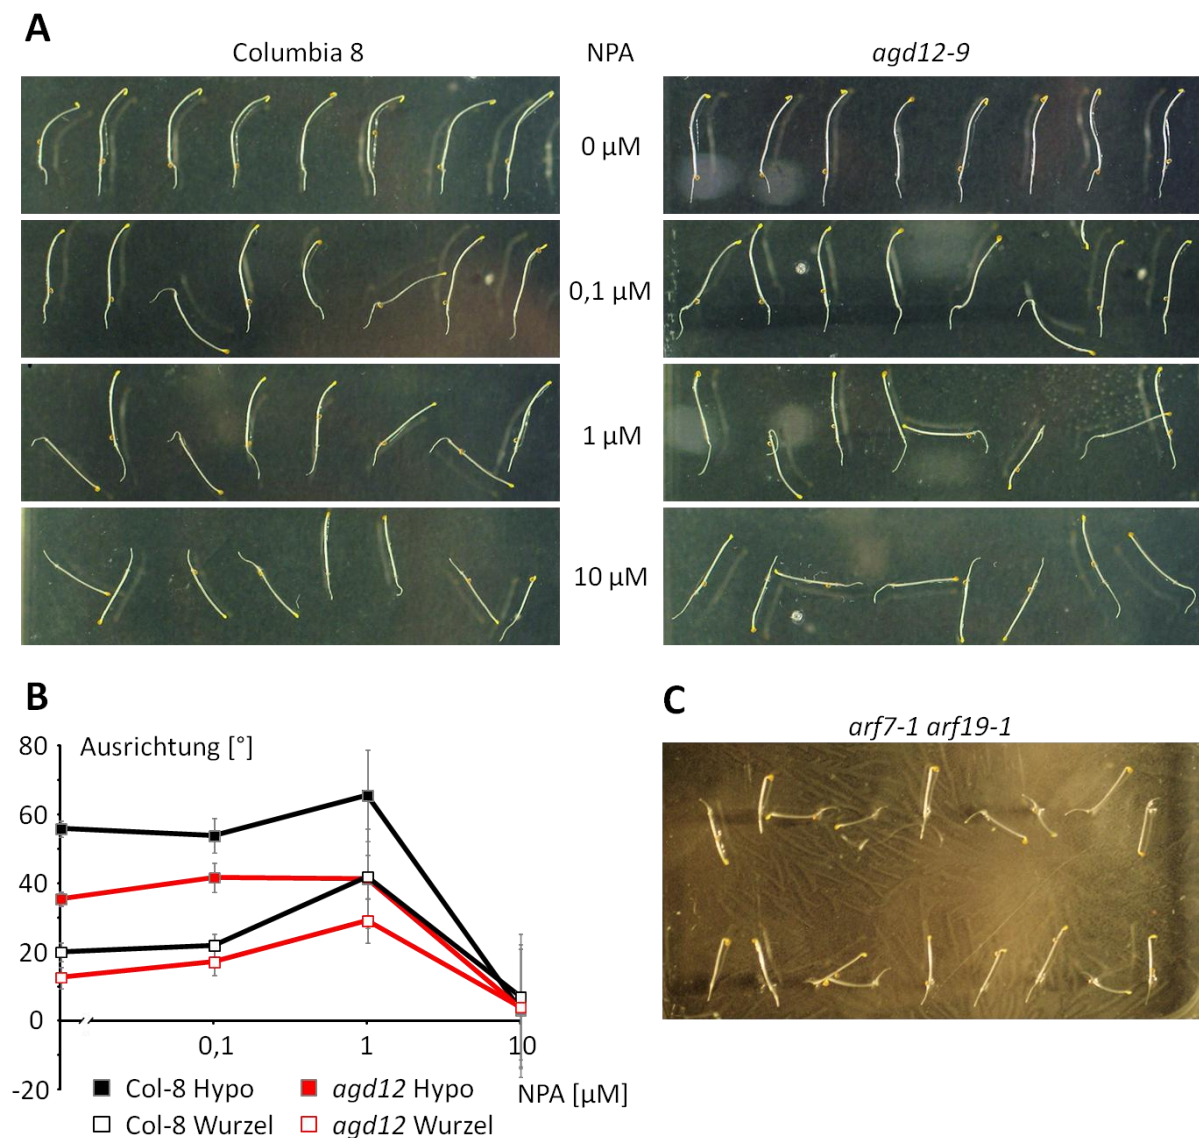 A
Columbia 8 NPA agd12-9
0 µM
0,1 µM
1 µM
10 µM
B
C
arf7-1 arf19-1
80 Ausrichtung [°]
60
40
20
0
0,1 1 10
-20
NPA [µM]
Col-8 Hypo agd12 Hypo
Col-8 Wurzel agd12 Wurzel